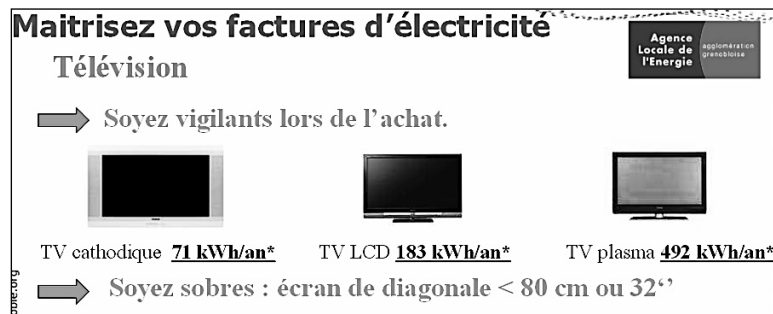 Maitrisez vos factures d'électricité
Agence
Locale de
l'Energie
agglomération
grenobloise
Télévision
Soyez vigilants lors de l'achat.
TV cathodique 71 kWh/an* TV LCD 183 kWh/an* TV plasma 492 kWh/an*
Soyez sobres : écran de diagonale < 80 cm ou 32‘’
ble.org